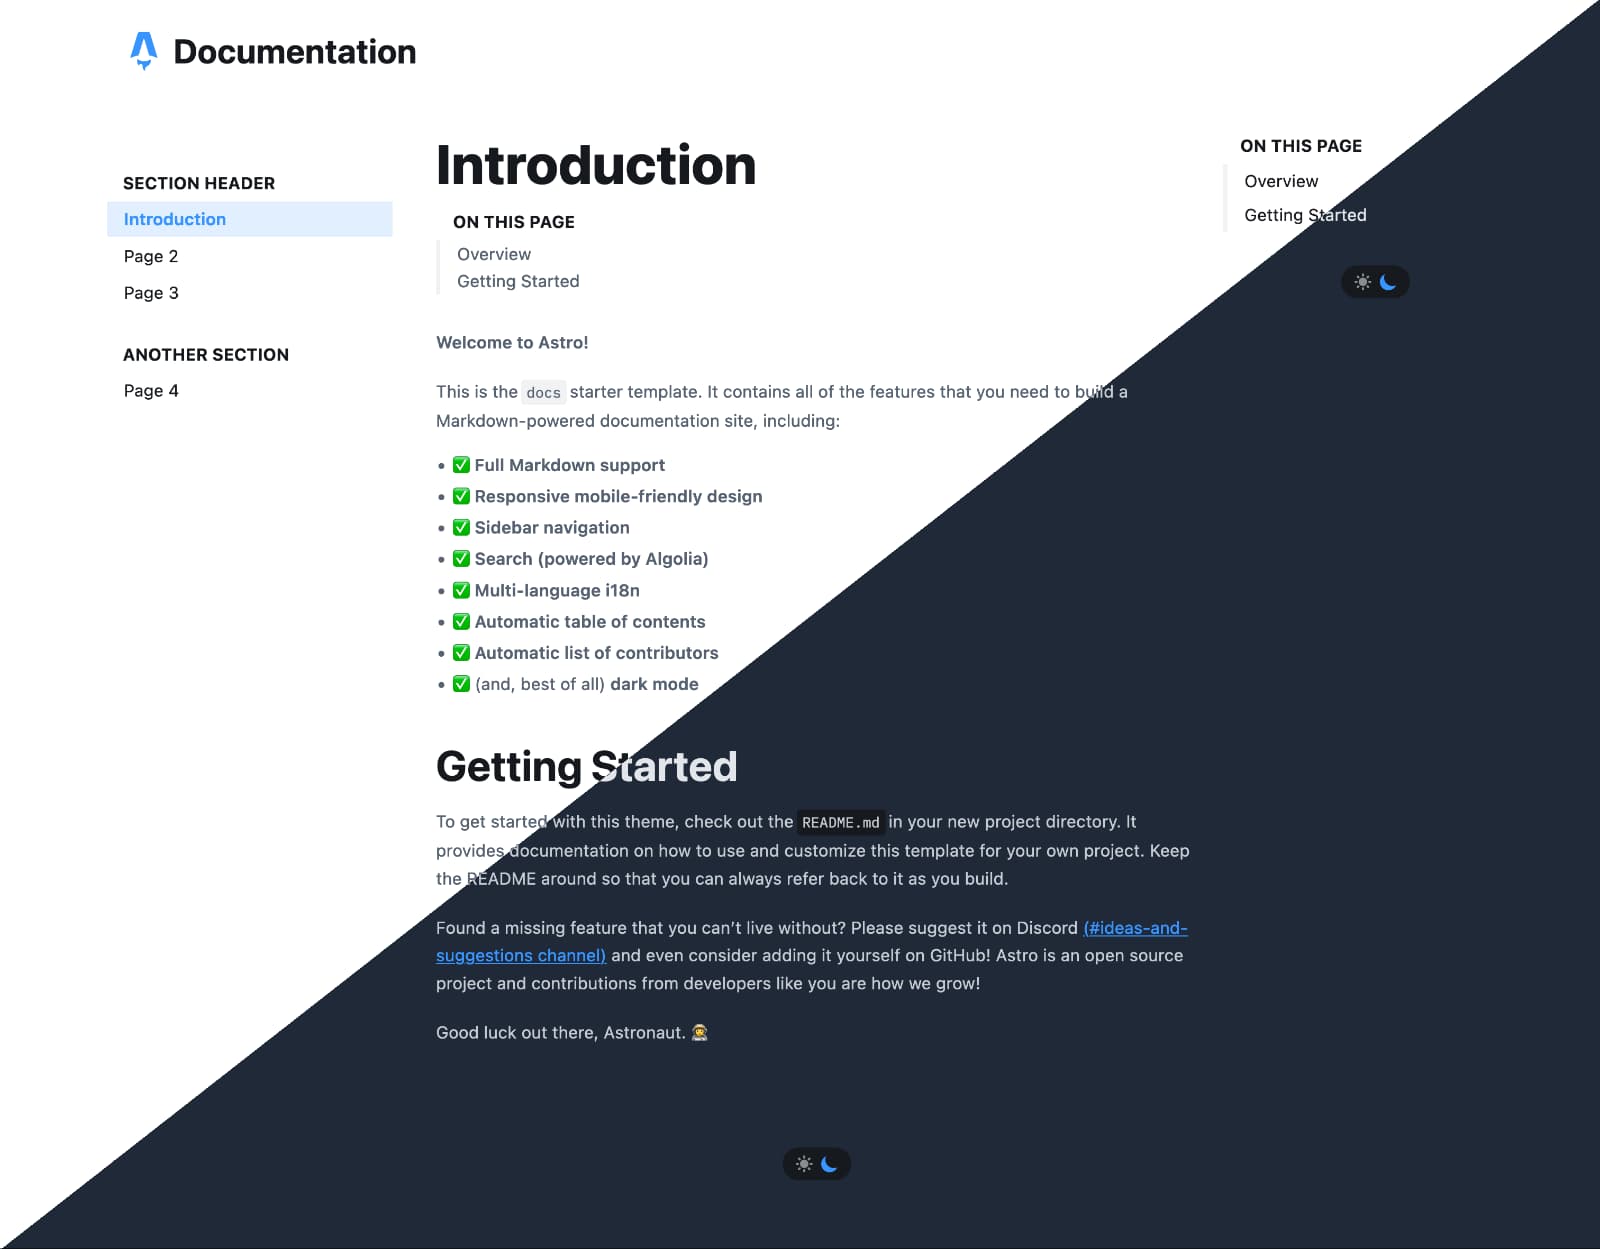 Documentation
SECTION HEADER
Introduction
Page 2
Page 3
ANOTHER SECTION
Page 4
Introduction
ON THIS PAGE
Overview
Getting Started
Welcome to Astro!
This is the docs starter template. It contains all of the features that you need to build a
Markdown-powered documentation site, including:
• ✅ Full Markdown support
• ✅ Responsive mobile-friendly design
• ✅ Sidebar navigation
• ✅ Search (powered by Algolia)
• ✅ Multi-language i18n
• ✅ Automatic table of contents
• ✅ Automatic list of contributors
• ✅ (and, best of all) dark mode
Getting Started
To get started with this theme, check out the README.md in your new project directory. It
provides documentation on how to use and customize this template for your own project. Keep
the README around so that you can always refer back to it as you build.
Found a missing feature that you can’t live without? Please suggest it on Discord (#ideas-and-
suggestions channel) and even consider adding it yourself on GitHub! Astro is an open source
project and contributions from developers like you are how we grow!
Good luck out there, Astronaut. 🧑‍🚀
ON THIS PAGE
Overview
Getting Started